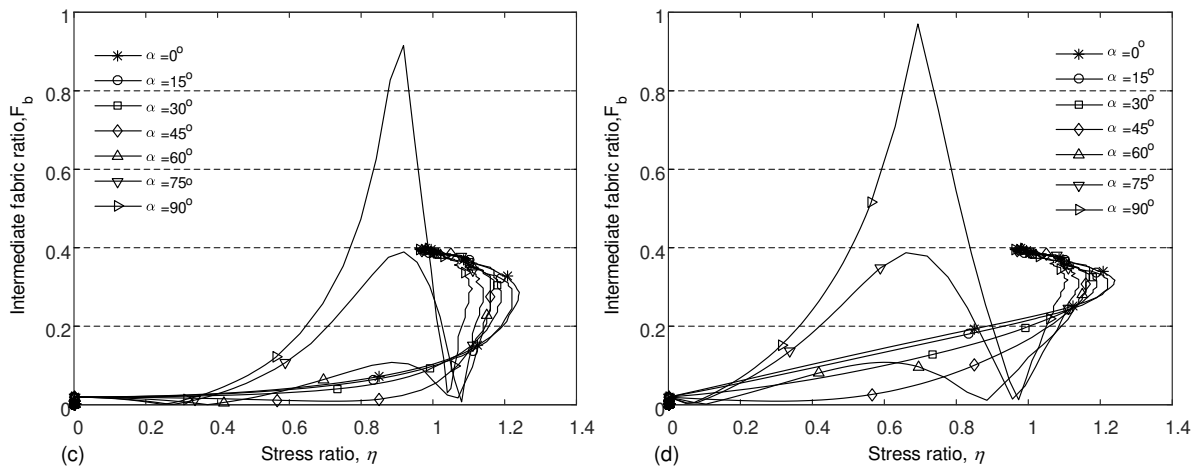 1
0.8
0.6
0.4
0.2
0
Intermediate fabric ratio,F_b
α =0°
α =15°
α =30°
α =45°
α =60°
α =75°
α =90°
0 0.2 0.4 0.6 0.8 1 1.2 1.4
Stress ratio, η
(c)
1
0.8
0.6
0.4
0.2
0
Intermediate fabric ratio,F_b
α =0°
α =15°
α =30°
α =45°
α =60°
α =75°
α =90°
0 0.2 0.4 0.6 0.8 1 1.2 1.4
Stress ratio, η
(d)